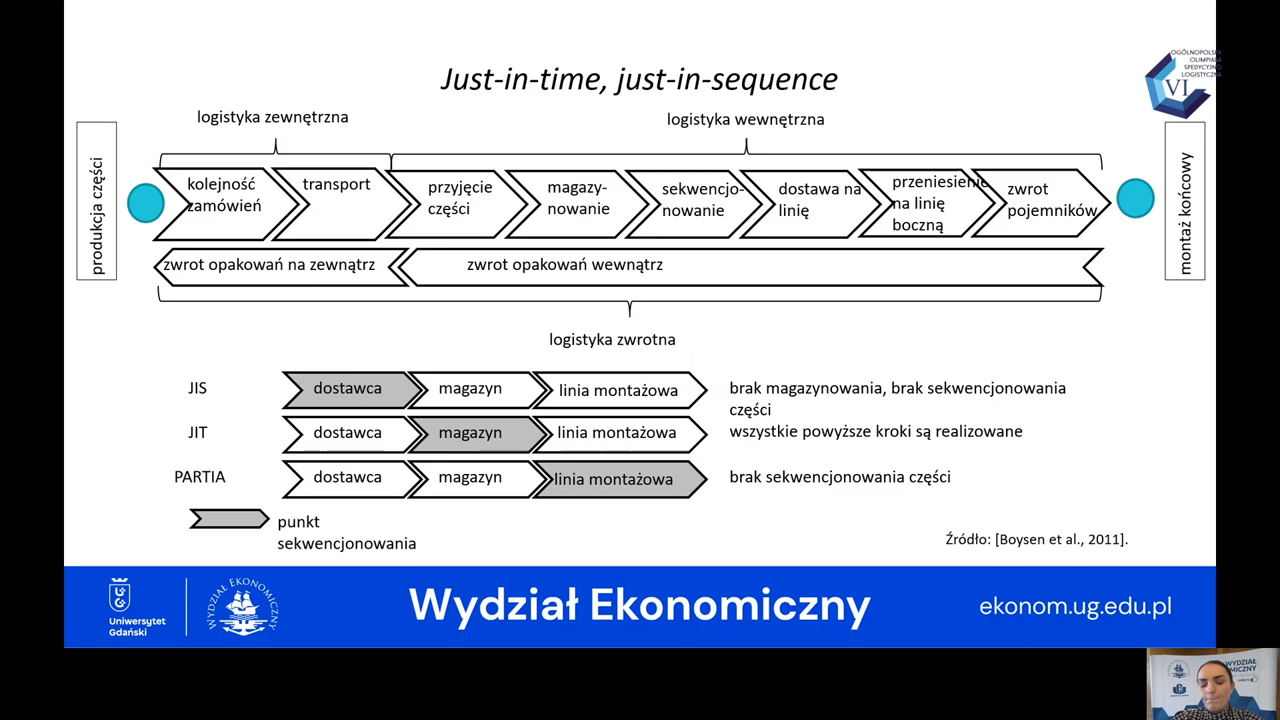 Just-in-time, just-in-sequence
OGÓLNOPOLSKA
OLIMPIADA
SPEDYCYJNO
LOGISTYCZNA
VI
logistyka zewnętrzna
logistyka wewnętrzna
produkcja części
kolejność
zamówień
transport
przyjęcie
części
magazy-
nowanie
sekwencjo-
nowanie
dostawa na
linię
przeniesienie
na linię
boczną
zwrot
pojemników
montaż końcowy
zwrot opakowań na zewnątrz
zwrot opakowań wewnątrz
logistyka zwrotna
JIS
dostawca
magazyn
linia montażowa
brak magazynowania, brak sekwencjonowania
części
JIT
dostawca
magazyn
linia montażowa
wszystkie powyższe kroki są realizowane
PARTIA
dostawca
magazyn
linia montażowa
brak sekwencjonowania części
punkt
sekwencjonowania
Źródło: [Boysen et al., 2011].
Uniwersytet
Gdański
WYDZIAŁ EKONOMICZNY
Wydział Ekonomiczny
ekonom.ug.edu.pl